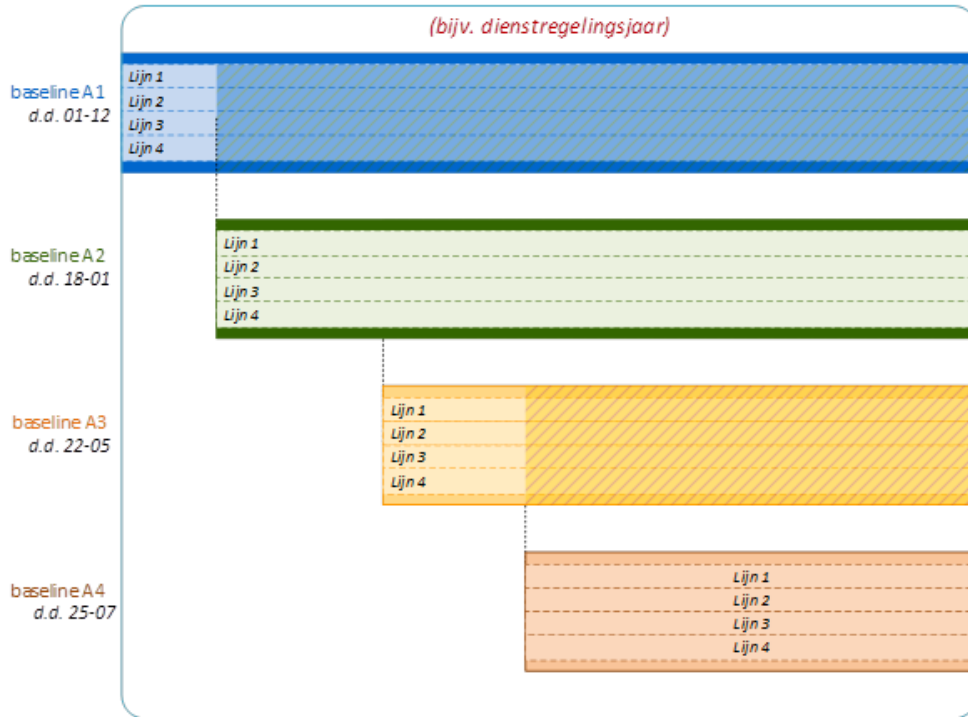 (bijv. dienstregelingsjaar)
baseline A1
d.d. 01-12
Lijn 1
Lijn 2
Lijn 3
Lijn 4
baseline A2
d.d. 18-01
Lijn 1
Lijn 2
Lijn 3
Lijn 4
baseline A3
d.d. 22-05
Lijn 1
Lijn 2
Lijn 3
Lijn 4
baseline A4
d.d. 25-07
Lijn 1
Lijn 2
Lijn 3
Lijn 4